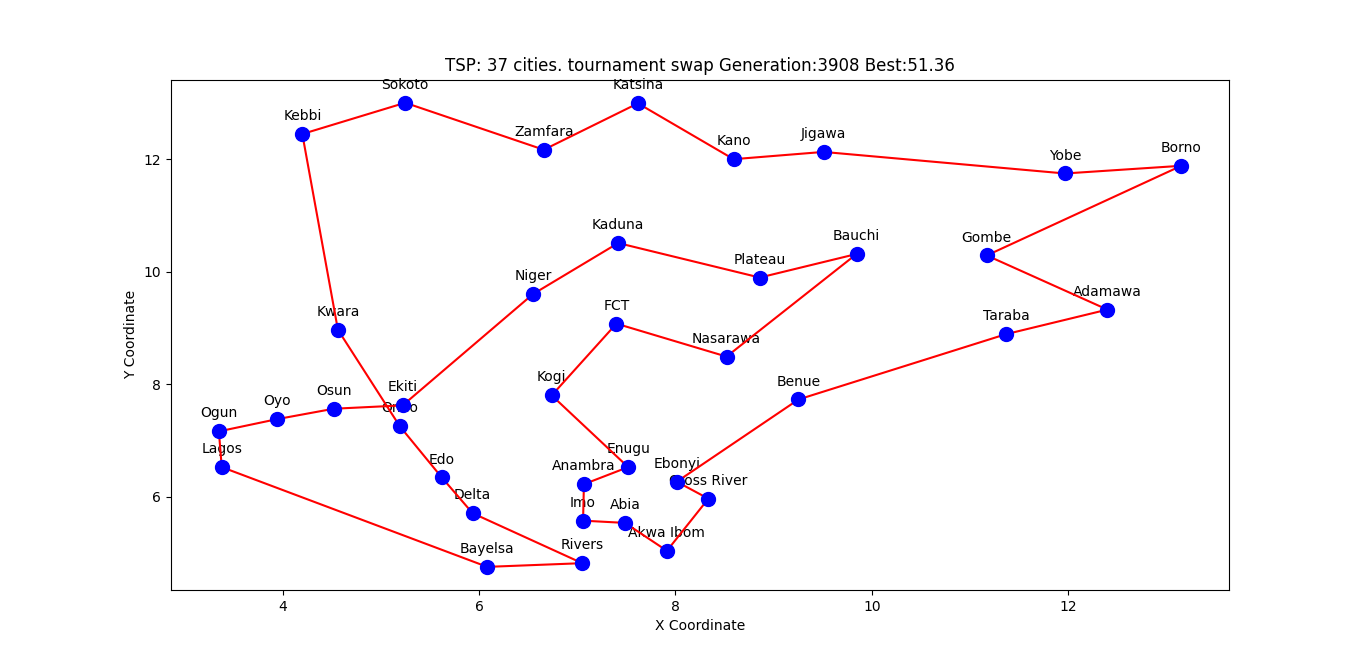 TSP: 37 cities. tournament swap Generation:3908 Best:51.36
Sokoto
Katsina
Kebbi
Zamfara
Kano
Jigawa
Yobe
Borno
12
Kaduna
Bauchi
Gombe
Plateau
10
Niger
Adamawa
FCT
Kwara
Taraba
Nasarawa
Y Coordinate
8
Kogi
Benue
Ekiti
Osun
Oyo
Ogun
Lagos
Edo
Enugu
Anambra
Ebonyi
Cross River
6
Delta
Imo
Abia
Akwa Ibom
Bayelsa
Rivers
4
6
8
10
12
X Coordinate